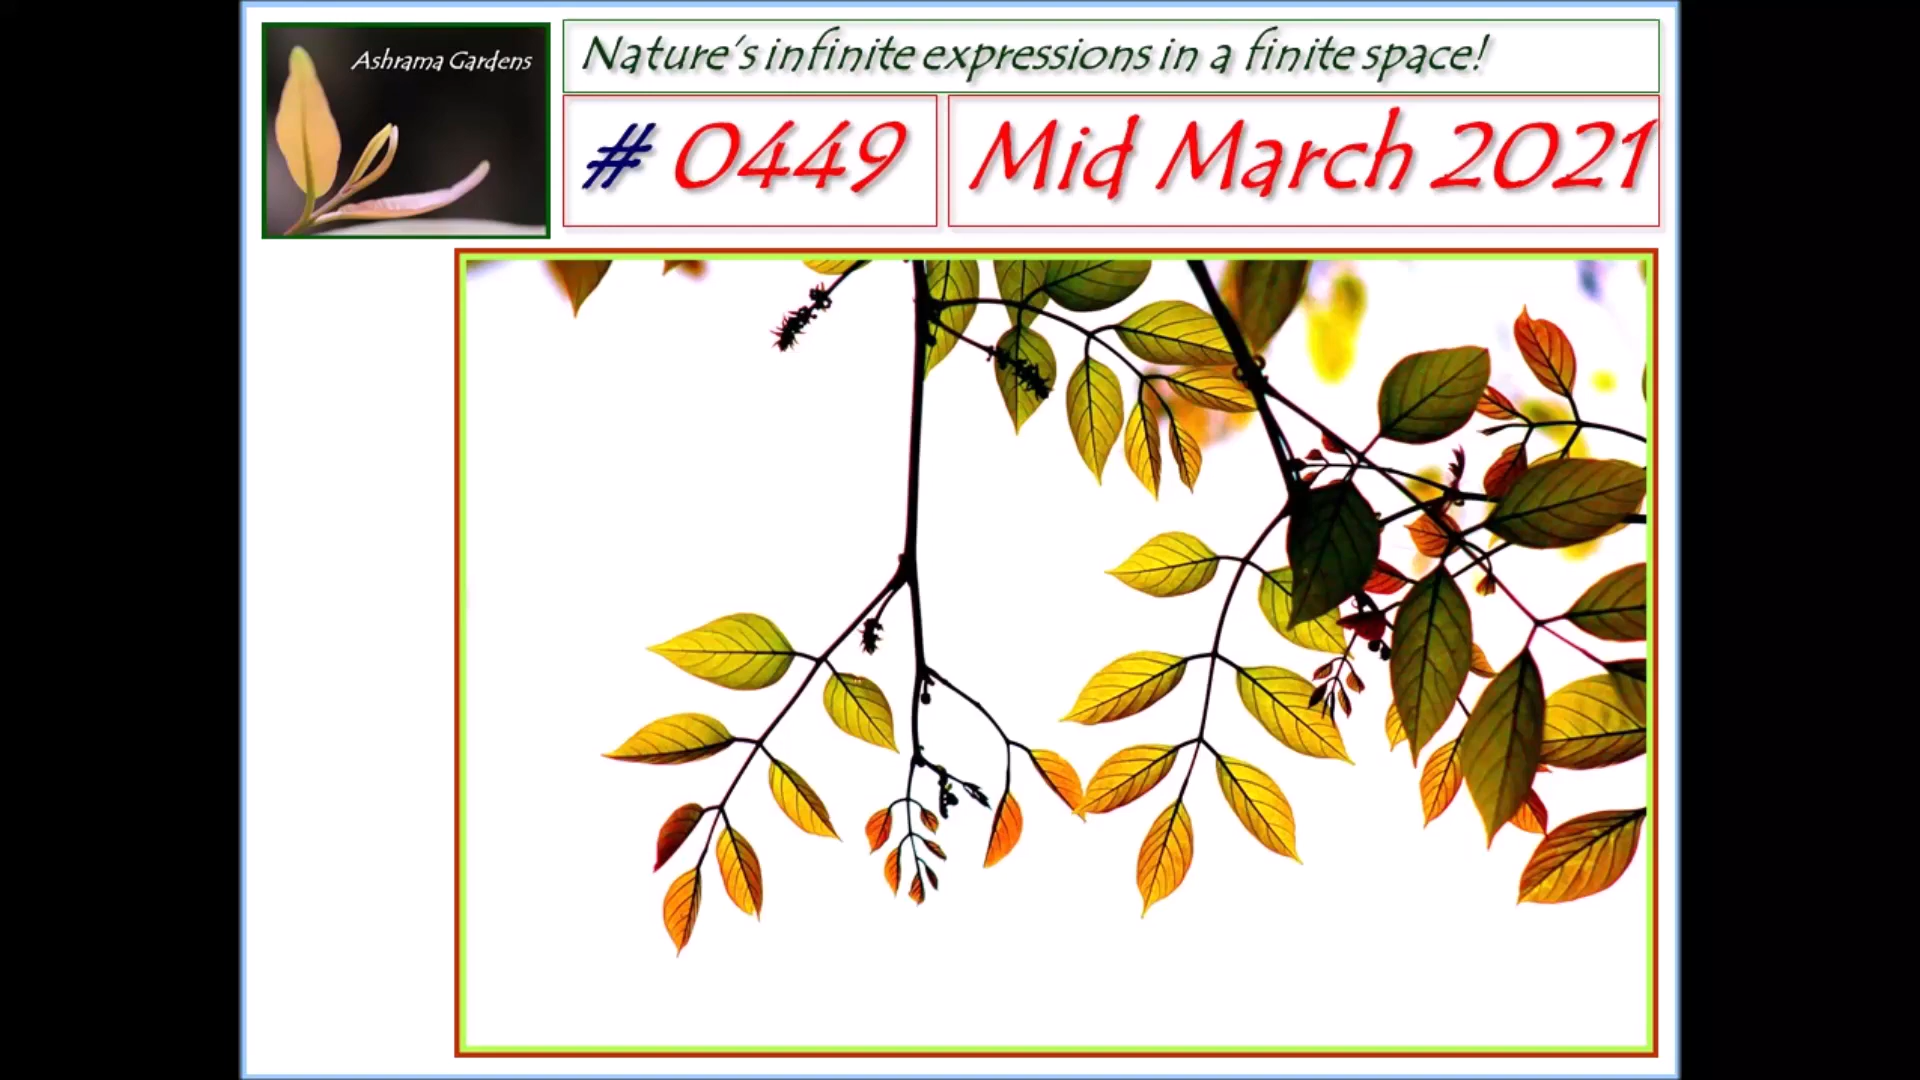 Ashrama Gardens
Nature's infinite expressions in a finite space!
# 0449
Mid March 2021